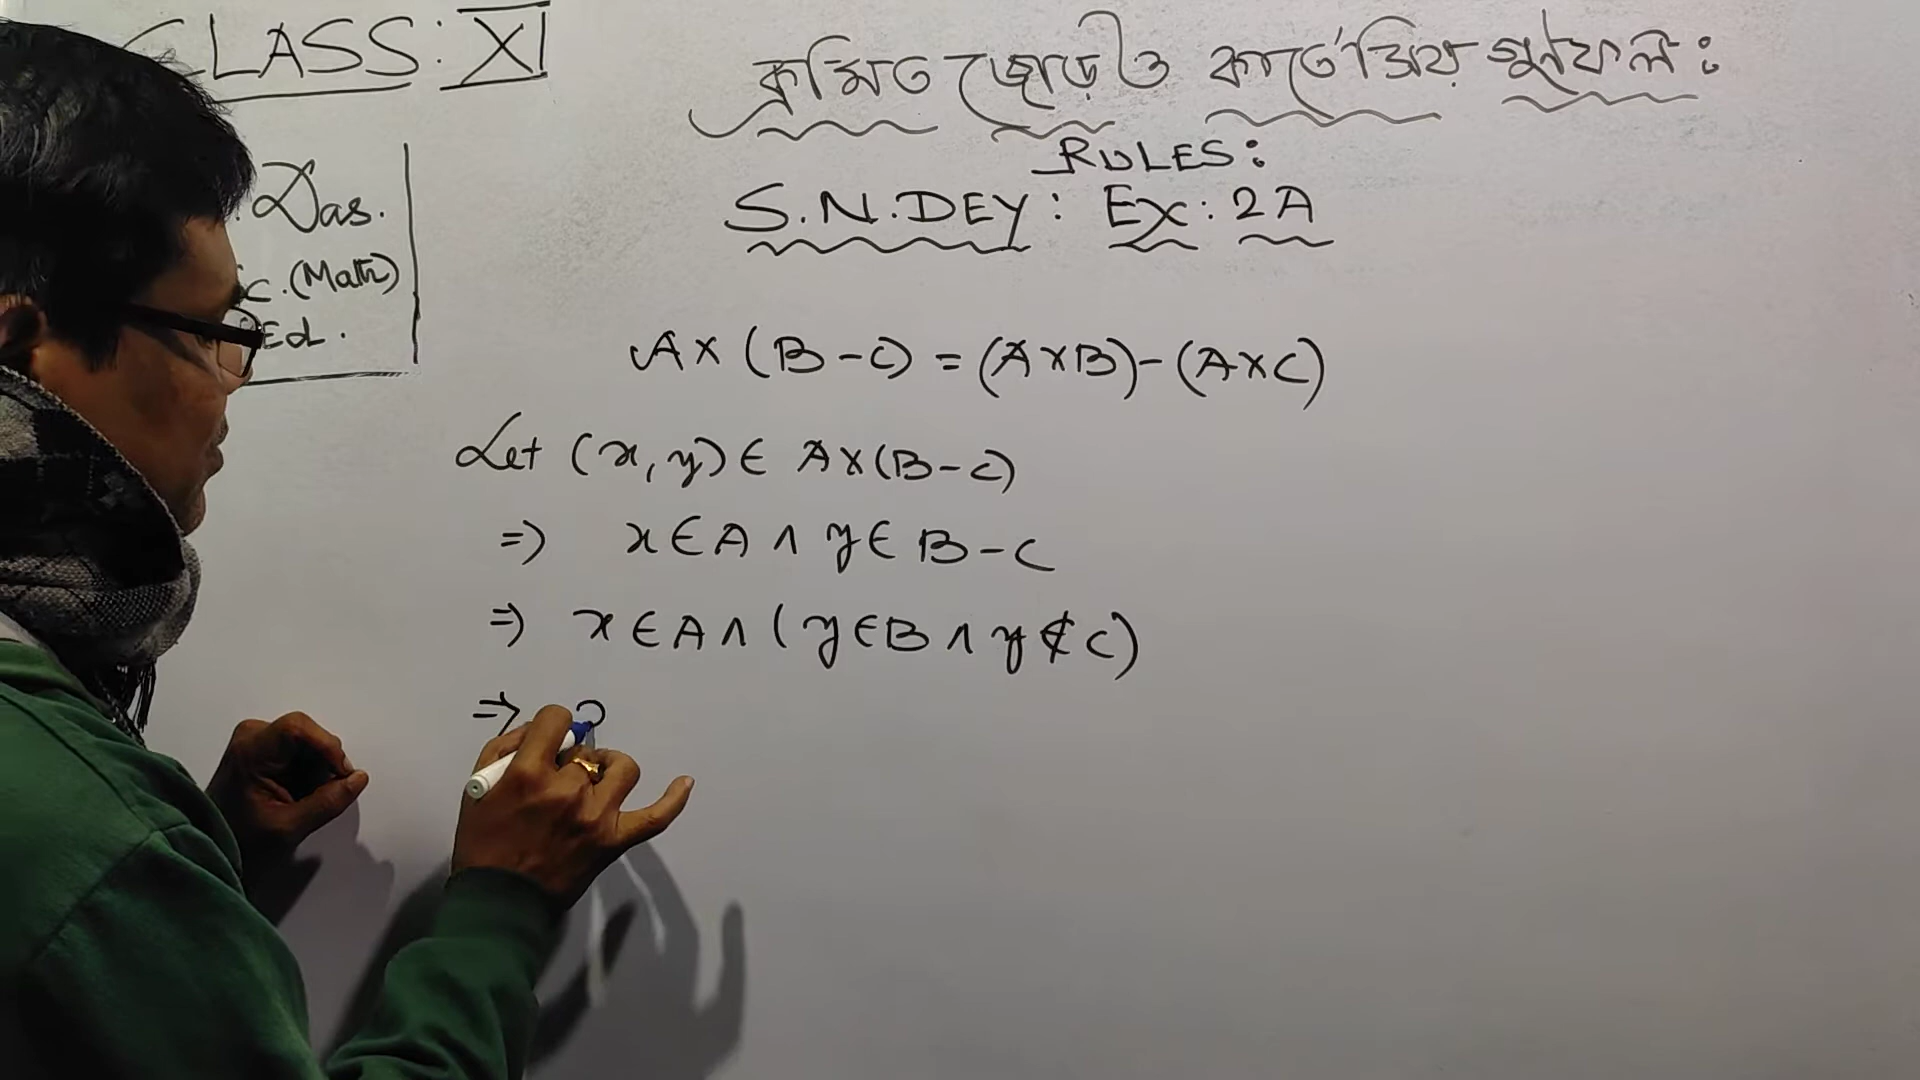 CLASS: XI
ক্রমিত জোড় ও কার্তেজিয় গুণফল:
RULES:
S.N.DEY: Ex: 2A
Das.
c. (Math)
Ed.
A × (B - C) = (A × B) - (A × C)
Let (x, y) ∈ A × (B - C)
⇒ x ∈ A ∧ y ∈ B - C
⇒ x ∈ A ∧ (y ∈ B ∧ y ∉ C)
⇒